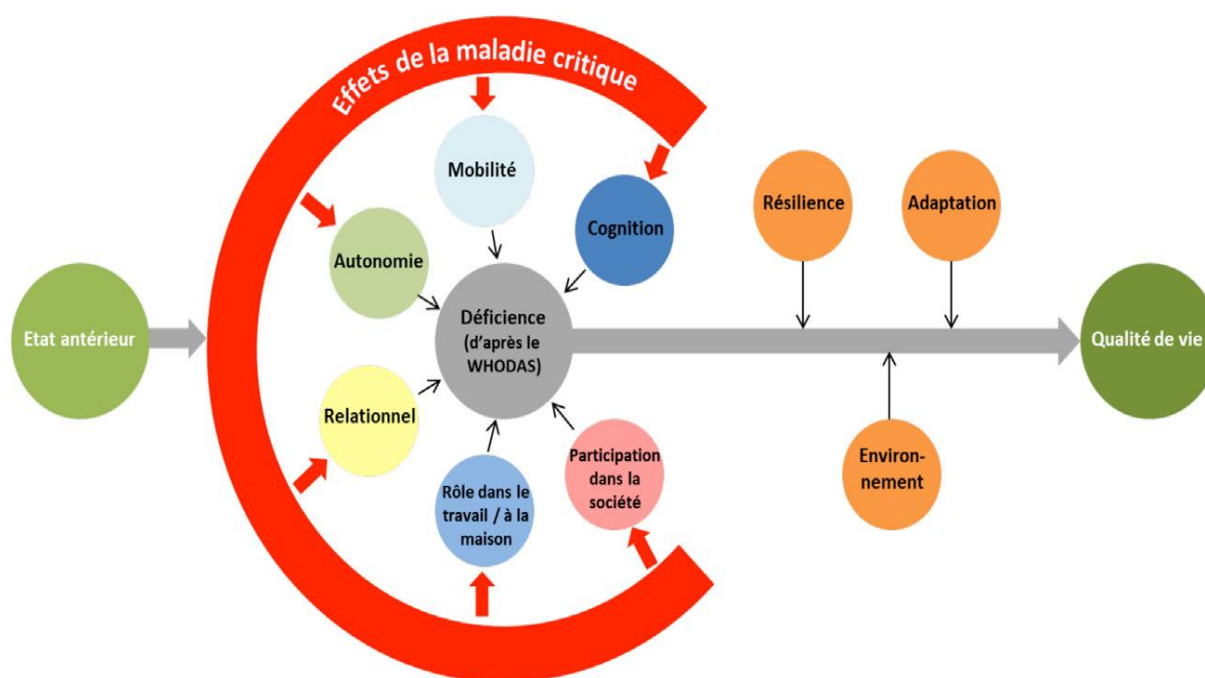 Effets de la maladie critique
Mobilité
Cognition
Résilience
Adaptation
Autonomie
Etat antérieur
Déficience
(d'après le
WHODAS)
Qualité de vie
Relationnel
Rôle dans le
travail / à la
maison
Participation
dans la
société
Environ-
nement